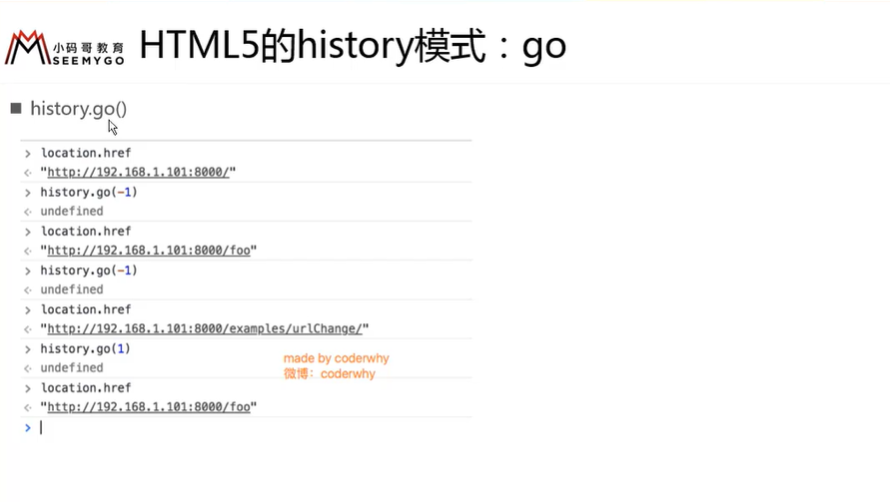 小码哥教育
SEEMYGO
HTML5的history模式：go
history.go()
location.href
"http://192.168.1.101:8000/"
history.go(-1)
undefined
location.href
"http://192.168.1.101:8000/foo"
history.go(-1)
undefined
location.href
"http://192.168.1.101:8000/examples/urlChange/"
history.go(1)
undefined
made by coderwhy
微博：coderwhy
location.href
"http://192.168.1.101:8000/foo"